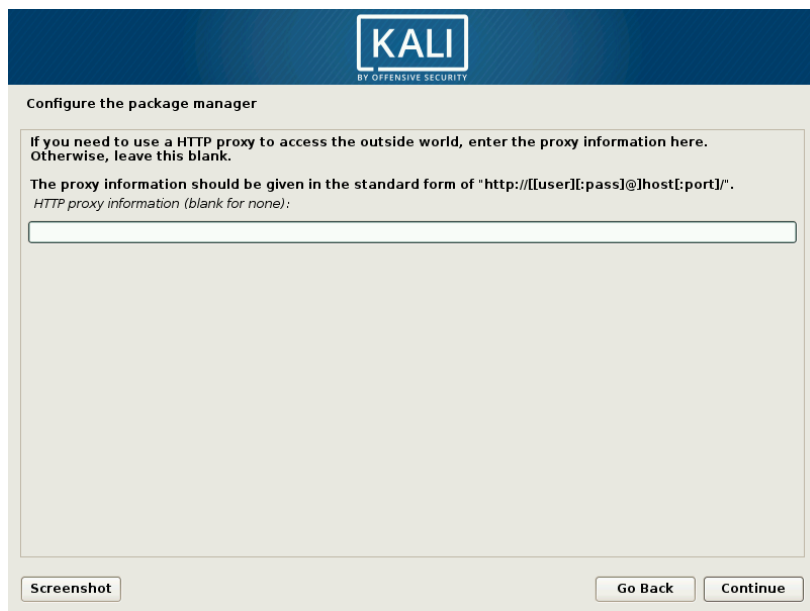 KALI
BY OFFENSIVE SECURITY
Configure the package manager
If you need to use a HTTP proxy to access the outside world, enter the proxy information here.
Otherwise, leave this blank.
The proxy information should be given in the standard form of "http://[[user][:pass]@]host[:port]/".
HTTP proxy information (blank for none):
Screenshot
Go Back
Continue